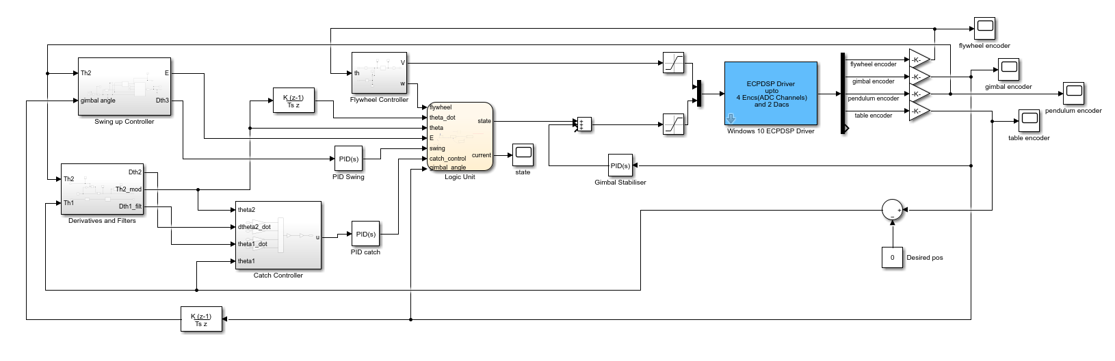 flywheel encoder
gimbal encoder
pendulum encoder
table encoder
Th2
gimbal angle
E
Dth3
Swing up Controller
K (z-1)
Ts z
th
V
w
Flywheel Controller
flywheel
theta_dot
theta
E
swing
catch_control
gimbal_angle
state
current
Logic Unit
PID(s)
PID Swing
state
+
+
PID(s)
Gimbal Stabiliser
ECPDSP Driver
upto
4 Encs(ADC Channels)
and 2 Dacs
Windows 10 ECPDSP Driver
flywheel encoder
gimbal encoder
pendulum encoder
table encoder
-K-
-K-
-K-
-K-
Th2
Th1
Dth2
Th2_mod
Dth1_filt
Derivatives and Filters
theta2
dtheta2_dot
theta1_dot
theta1
u
Catch Controller
PID(s)
PID catch
+
−
0
Desired pos
K (z-1)
Ts z